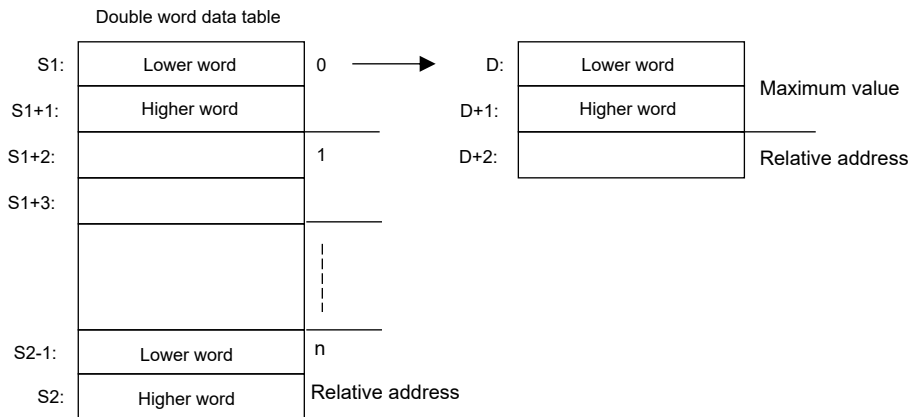 Double word data table
S1: Lower word 0 D: Lower word
Maximum value
S1+1: Higher word D+1: Higher word
S1+2: 1 D+2: Relative address
S1+3:
S2-1: Lower word n
S2: Higher word Relative address